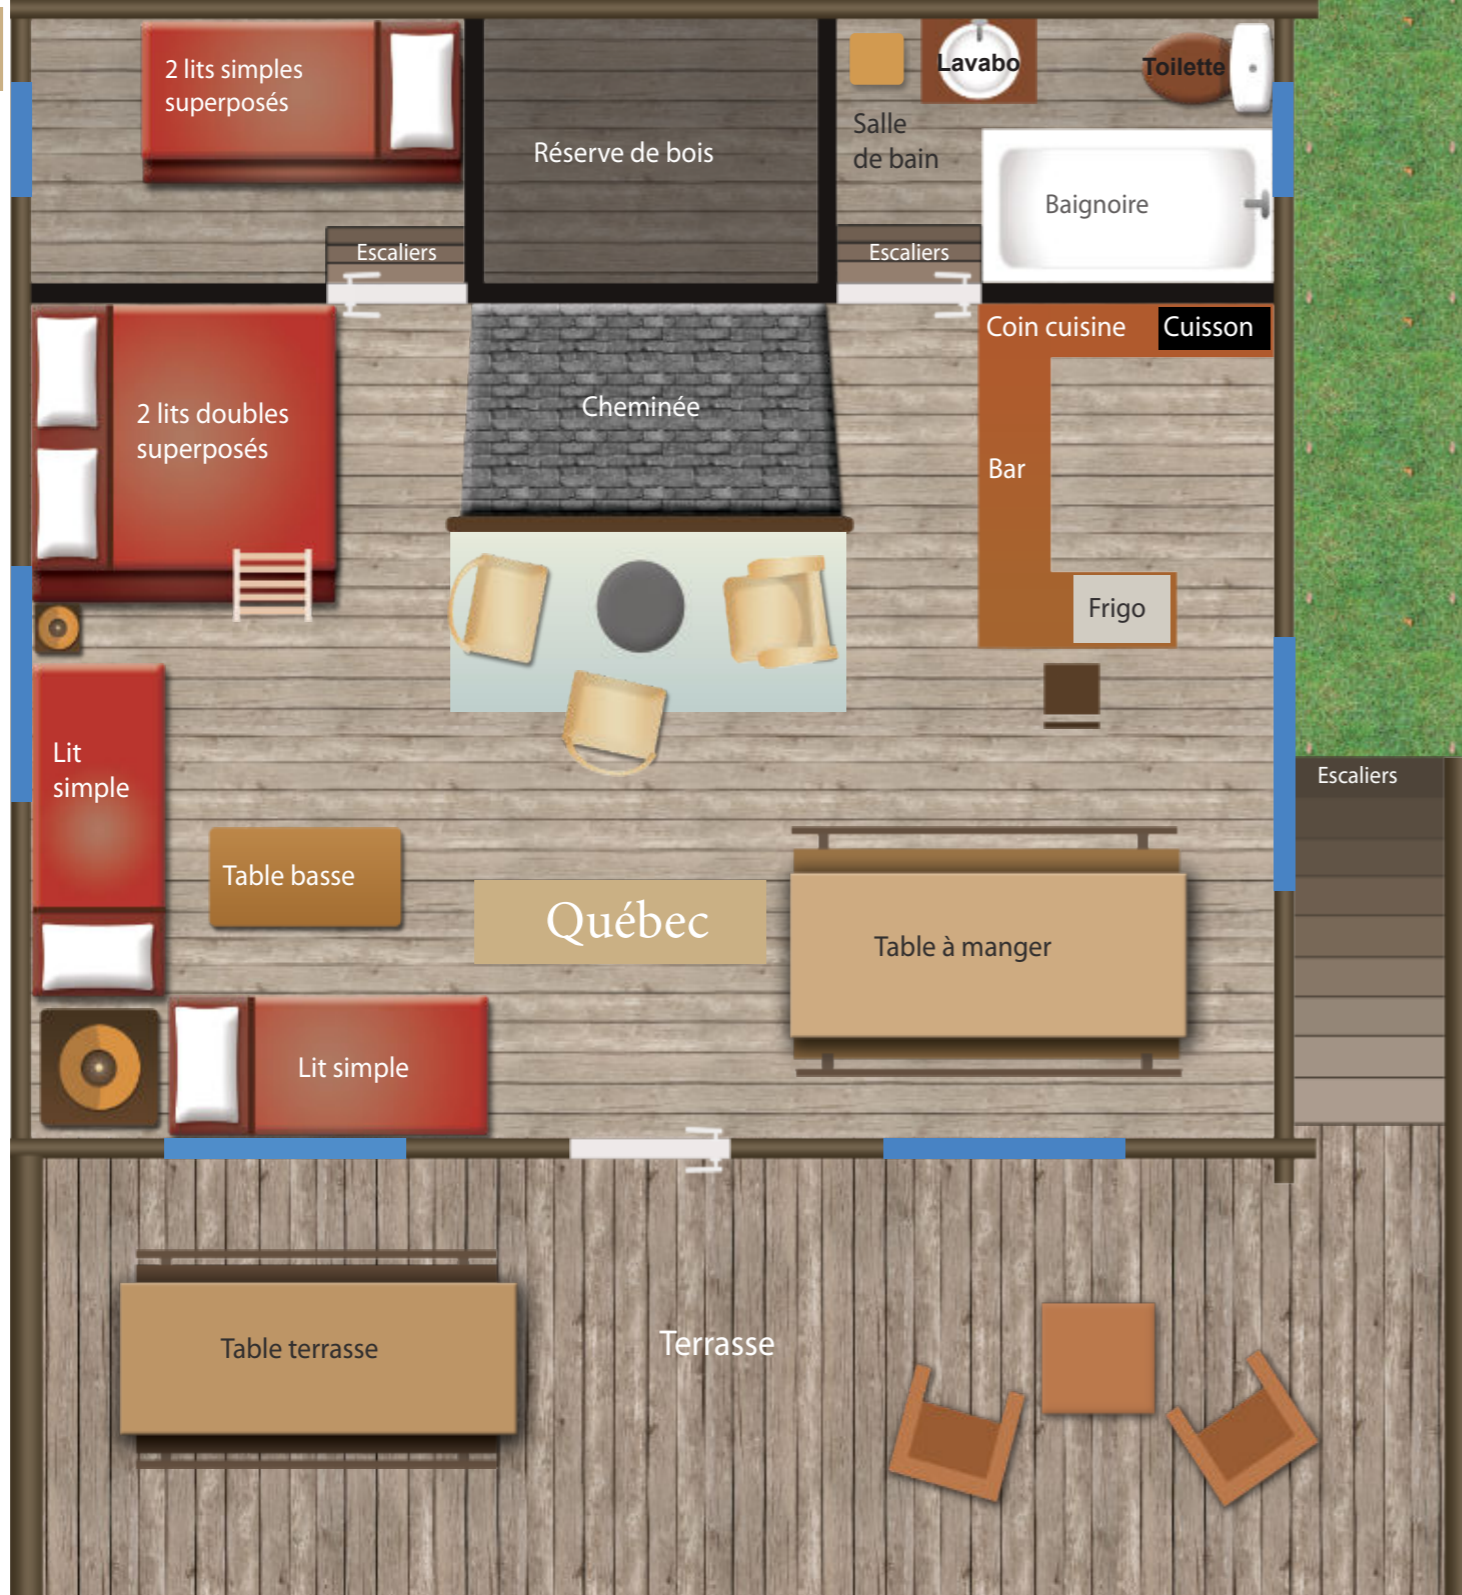 2 lits simples
superposés
Réserve de bois
Lavabo
Toilette
Salle
de bain
Baignoire
Escaliers
Escaliers
Coin cuisine
Cuisson
2 lits doubles
superposés
Cheminée
Bar
Frigo
Lit
simple
Escaliers
Table basse
Québec
Table à manger
Lit simple
Table terrasse
Terrasse